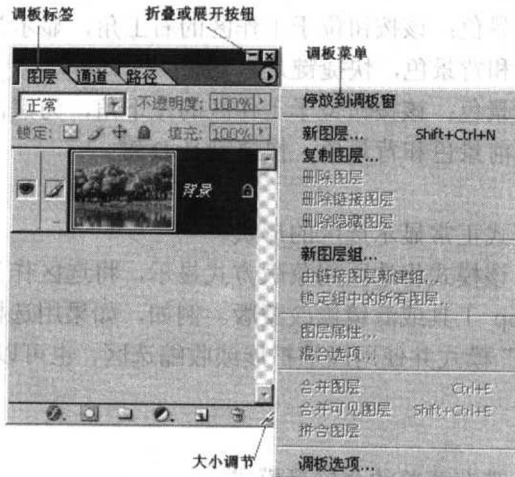 调板标签
折叠或展开按钮
图层 通道 路径
正常 不透明度: 100%
锁定: 填充: 100%
背景
大小调节
调板菜单
停放到调板窗
新图层... Shift+Ctrl+N
复制图层...
删除图层
删除链接图层
删除隐藏图层
新图层组...
由链接图层新建组...
锁定组中的所有图层...
图层属性...
混合选项...
合并图层 Ctrl+E
合并可见图层 Shift+Ctrl+E
拼合图层
调板选项...